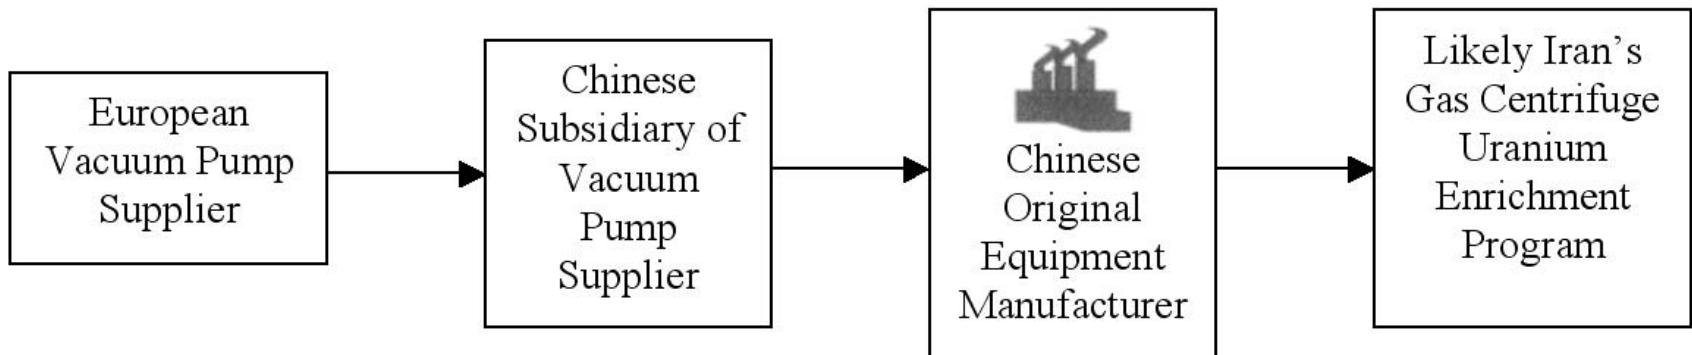 European
Vacuum Pump
Supplier
Chinese
Subsidiary of
Vacuum
Pump
Supplier
Chinese
Original
Equipment
Manufacturer
Likely Iran’s
Gas Centrifuge
Uranium
Enrichment
Program